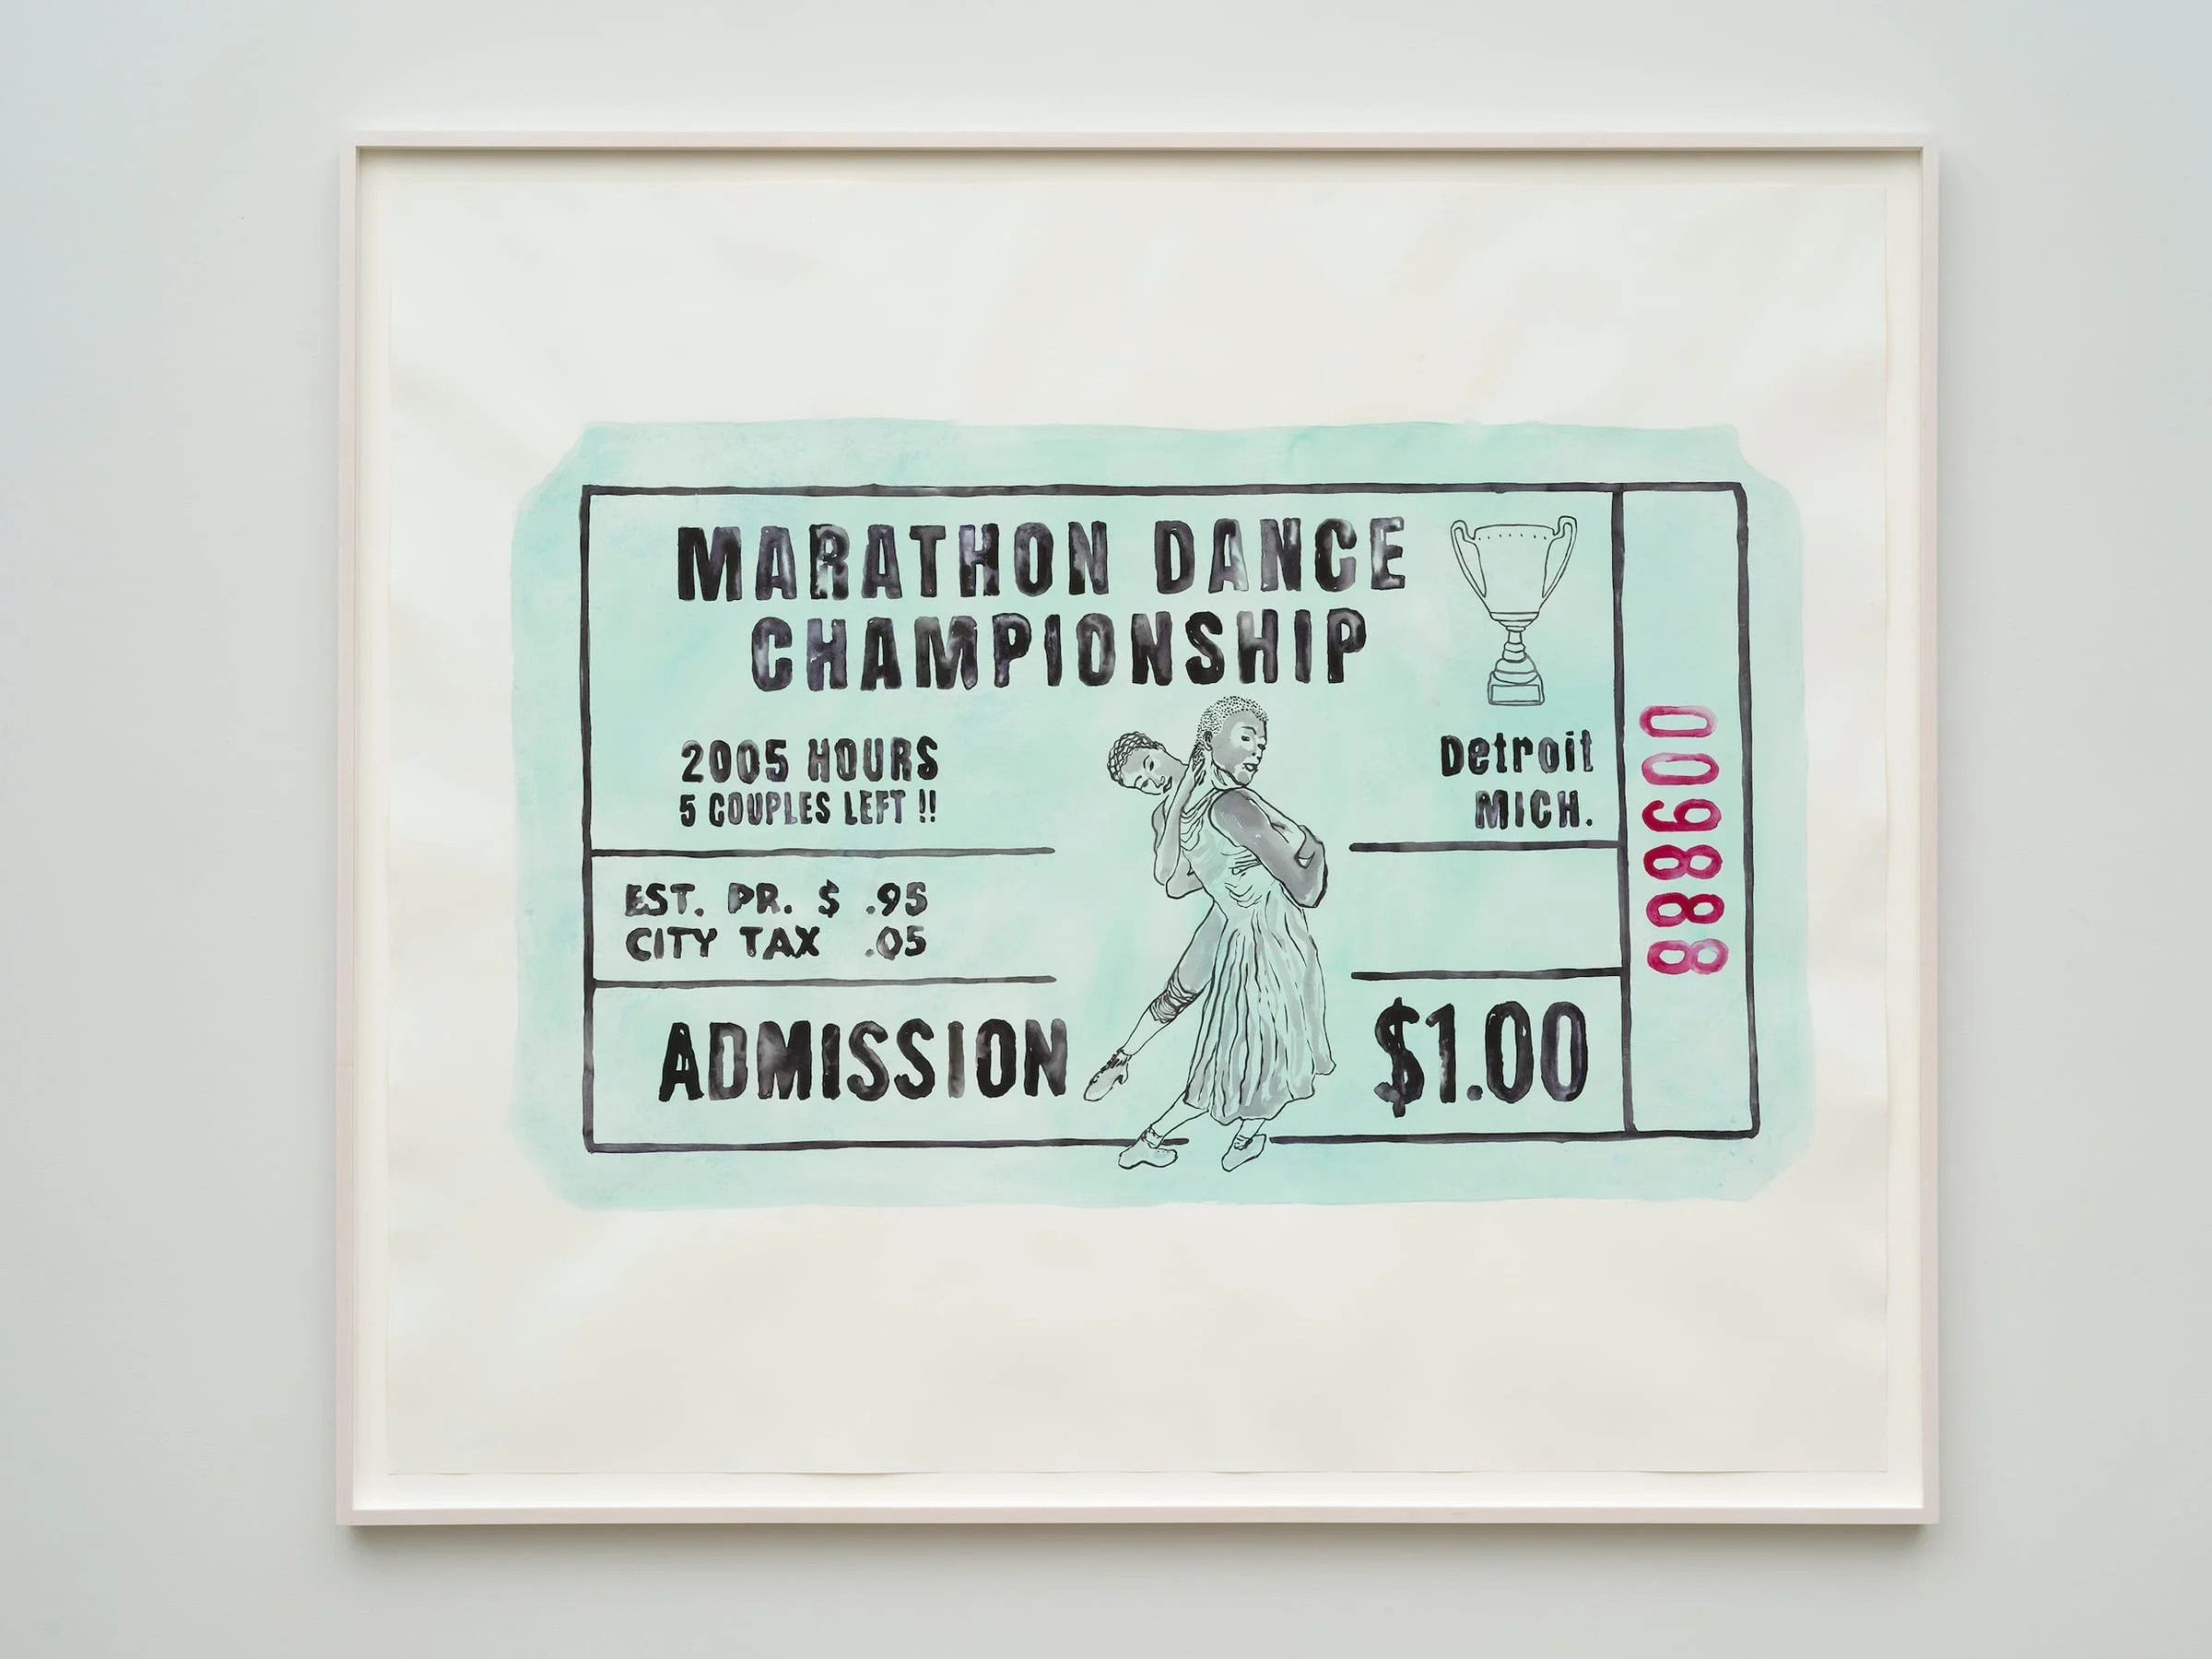 MARATHON DANCE
CHAMPIONSHIP
2005 HOURS
5 COUPLES LEFT !!
Detroit
MICH.
EST. PR. $ .95
CITY TAX .05
ADMISSION
$1.00
888600